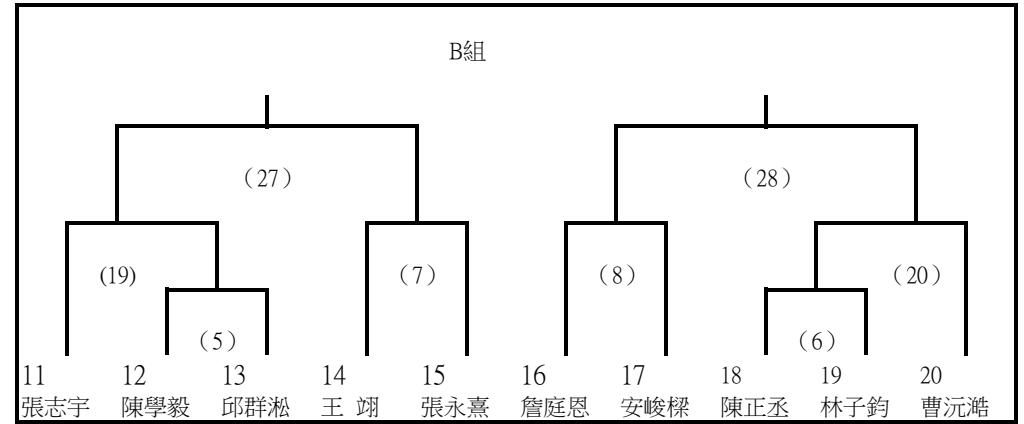 B組
（27） （28）
(19) （7） （8） （20）
（5） （6）
11 12 13 14 15 16 17 18 19 20
張志宇 陳學毅 邱群淞 王 翊 張永熹 詹庭恩 安峻樑 陳正丞 林子鈞 曹沅澔